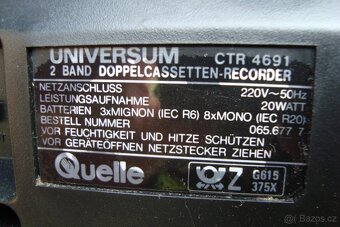 UNIVERSUM CTR 4691
2 BAND DOPPELCASSETTEN-RECORDER
NETZANSCHLUSS 220V~50Hz
LEISTUNGSAUFNAHME 20WATT
BATTERIEN 3xMIGNON (IEC R6) 8xMONO (IEC R20)
BESTELL NUMMER 065.677 7
VOR FEUCHTIGKEIT UND HITZE SCHÜTZEN
VOR GERÄTEÖFFNEN NETZSTECKER ZIEHEN
Quelle Z G615
375X
bazos.cz